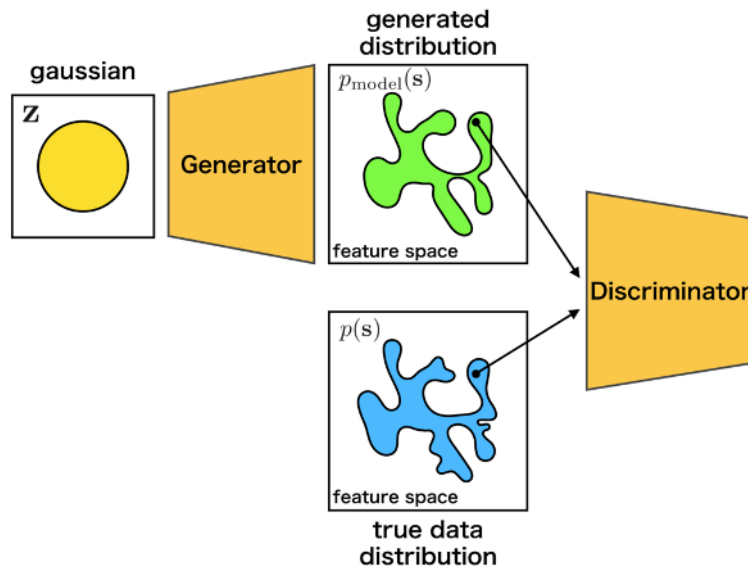 generated
distribution
gaussian
z
Generator
p_model(s)
feature space
Discriminator
p(s)
feature space
true data
distribution